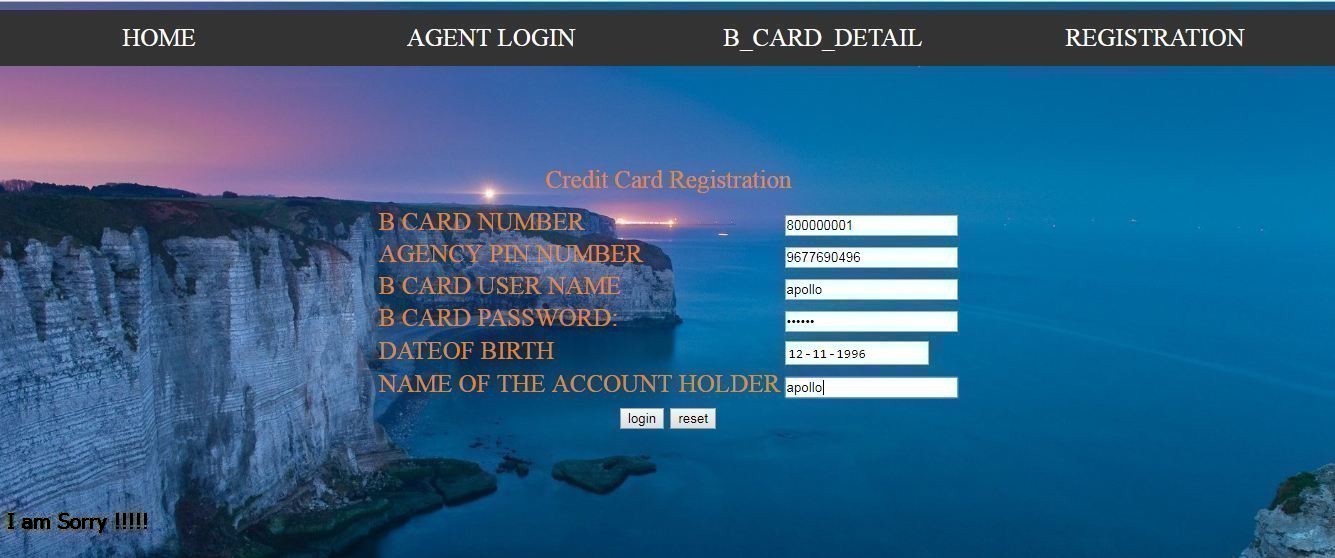 HOME AGENT LOGIN B_CARD_DETAIL REGISTRATION
Credit Card Registration
B CARD NUMBER 800000001
AGENCY PIN NUMBER 9677690496
B CARD USER NAME apollo
B CARD PASSWORD: ••••••
DATEOF BIRTH 12-11-1996
NAME OF THE ACCOUNT HOLDER apollo
login reset
I am Sorry !!!!!